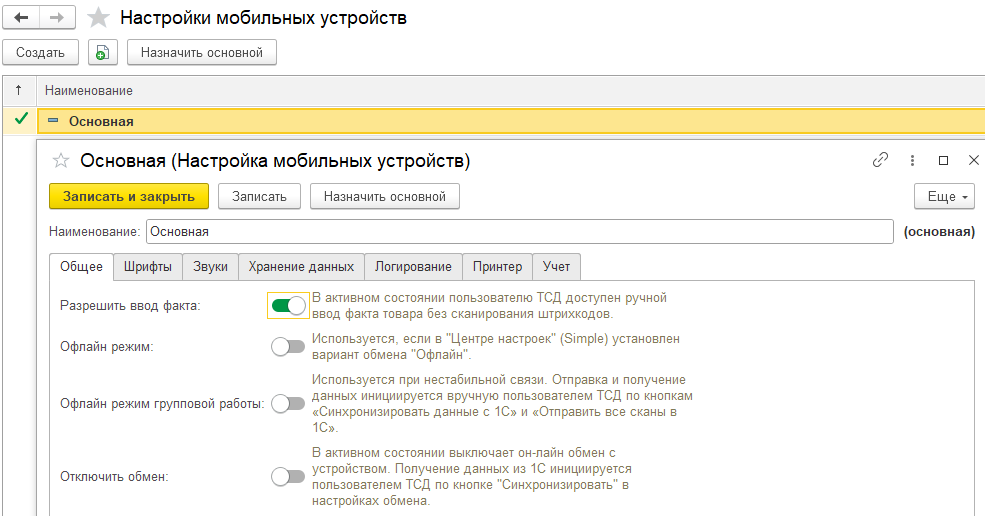 Настройки мобильных устройств
Создать Назначить основной
↑ Наименование
Основная
Основная (Настройка мобильных устройств)
Записать и закрыть Записать Назначить основной Еще
Наименование: Основная (основная)
Общее Шрифты Звуки Хранение данных Логирование Принтер Учет
Разрешить ввод факта:
В активном состоянии пользователю ТСД доступен ручной
ввод факта товара без сканирования штрихкодов.
Офлайн режим:
Используется, если в "Центре настроек" (Simple) установлен
вариант обмена "Офлайн".
Офлайн режим групповой работы:
Используется при нестабильной связи. Отправка и получение
данных инициируется вручную пользователем ТСД по кнопкам
«Синхронизировать данные с 1С» и «Отправить все сканы в
1С».
Отключить обмен:
В активном состоянии выключает он-лайн обмен с
устройством. Получение данных из 1С инициируется
пользователем ТСД по кнопке "Синхронизировать" в
настройках обмена.